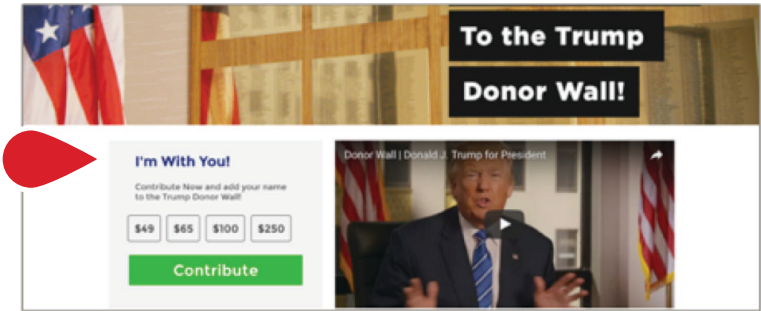 To the Trump
Donor Wall!
I'm With You!
Contribute Now and add your name
to the Trump Donor Wall!
$49 $65 $100 $250
Contribute
Donor Wall | Donald J. Trump for President